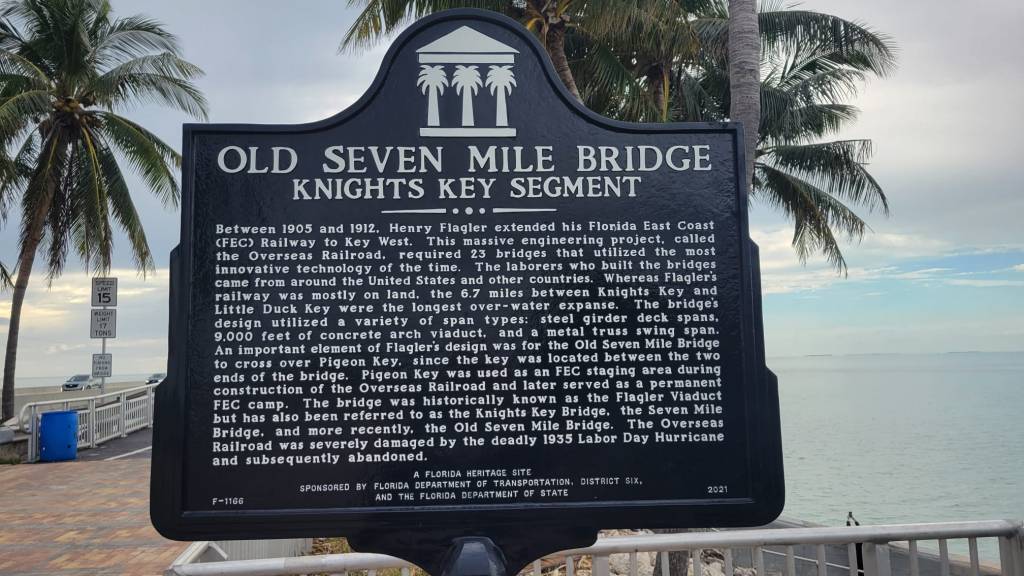 OLD SEVEN MILE BRIDGE
KNIGHTS KEY SEGMENT
Between 1905 and 1912, Henry Flagler extended his Florida East Coast
(FEC) Railway to Key West. This massive engineering project, called
the Overseas Railroad, required 23 bridges that utilized the most
innovative technology of the time. The laborers who built the bridges
came from around the United States and other countries. Whereas Flagler's
railway was mostly on land, the 6.7 miles between Knights Key and
Little Duck Key were the longest over-water expanse. The bridge's
design utilized a variety of span types: steel girder deck spans,
9,000 feet of concrete arch viaduct, and a metal truss swing span.
An important element of Flagler's design was for the Old Seven Mile Bridge
to cross over Pigeon Key, since the key was located between the two
ends of the bridge. Pigeon Key was used as an FEC staging area during
construction of the Overseas Railroad and later served as a permanent
FEC camp. The bridge was historically known as the Flagler Viaduct
but has also been referred to as the Knights Key Bridge, the Seven Mile
Bridge, and more recently, the Old Seven Mile Bridge. The Overseas
Railroad was severely damaged by the deadly 1935 Labor Day Hurricane
and subsequently abandoned.
A FLORIDA HERITAGE SITE
SPONSORED BY FLORIDA DEPARTMENT OF TRANSPORTATION, DISTRICT SIX,
AND THE FLORIDA DEPARTMENT OF STATE
F-1166
2021
SPEED
LIMIT
15
WEIGHT
LIMIT
17
TONS